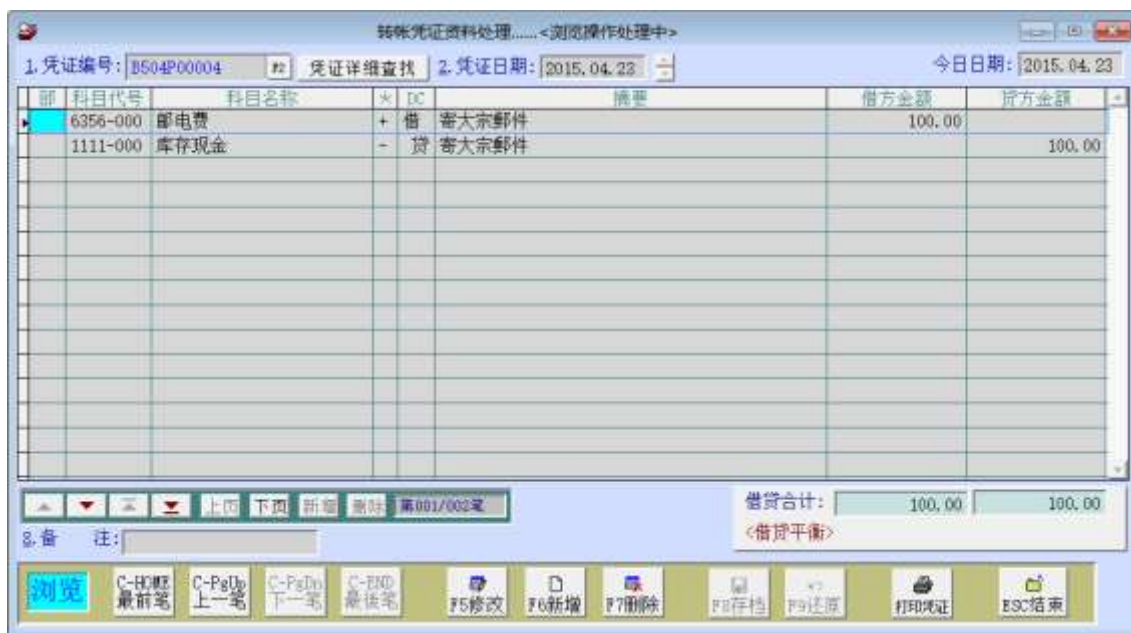 转帐凭证资料处理......<浏览操作处理中>
1.凭证编号: B504P00004 F2 凭证详细查找 2.凭证日期: 2015.04.23 今日日期: 2015.04.23
部 科目代号 科目名称 * DC 摘要 借方金额 贷方金额
6356-000 邮电费 + 借 寄大宗郵件 100.00
1111-000 库存现金 - 贷 寄大宗郵件 100.00
上页 下页 新增 删除 第001/002笔
借贷合计: 100.00 100.00
8.备 注:
<借贷平衡>
浏览 C-HOME C-PgUp C-PgDn C-END
最前笔 上一笔 下一笔 最後笔 F5修改 F6新增 F7删除 F8存档 F9还原 打印凭证 ESC结束